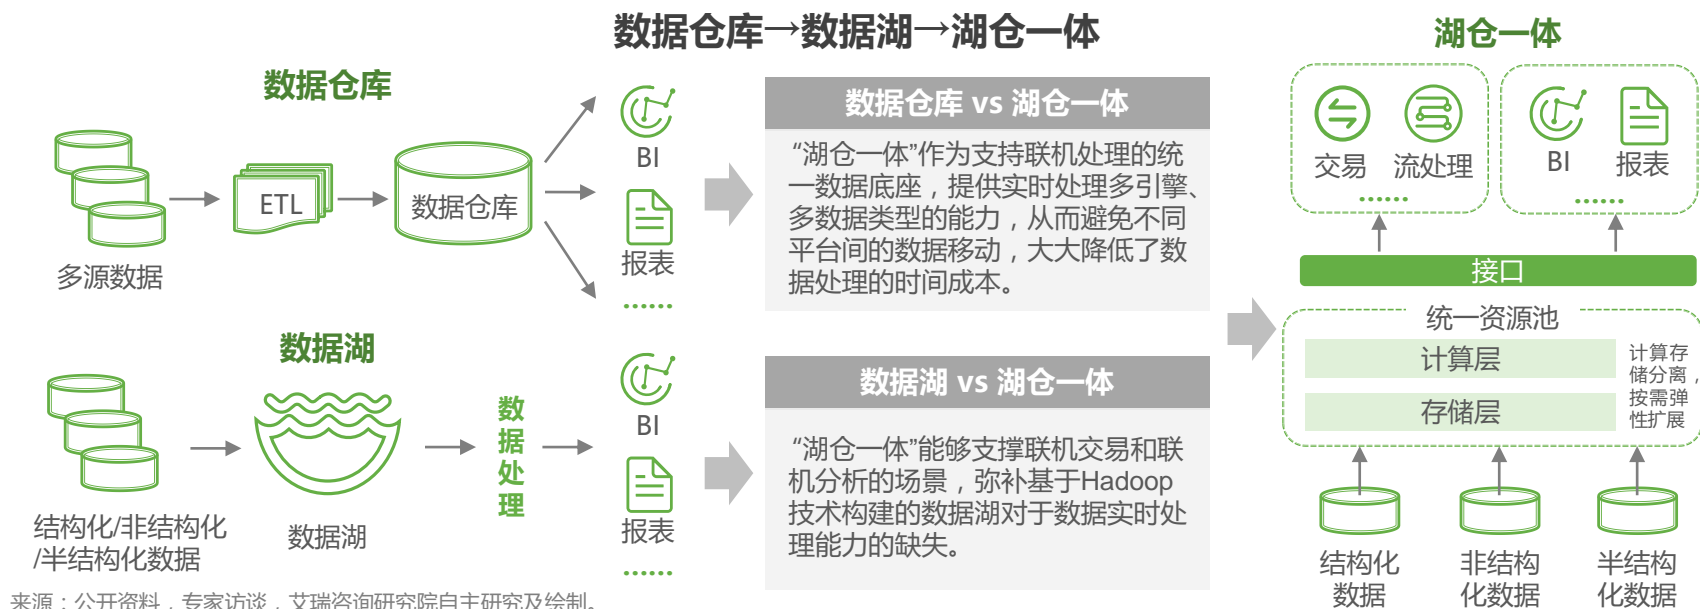 数据仓库→数据湖→湖仓一体
数据仓库
多源数据
ETL
数据仓库
BI
报表
......
数据仓库 vs 湖仓一体
“湖仓一体”作为支持联机处理的统
一数据底座，提供实时处理多引擎、
多数据类型的能力，从而避免不同
平台间的数据移动，大大降低了数
据处理的时间成本。
数据湖
结构化/非结构化
/半结构化数据
数据湖
数
据
处
理
BI
报表
......
数据湖 vs 湖仓一体
“湖仓一体”能够支撑联机交易和联
机分析的场景，弥补基于Hadoop
技术构建的数据湖对于数据实时处
理能力的缺失。
湖仓一体
交易
流处理
......
BI
报表
......
接口
统一资源池
计算层
存储层
计算存
储分离，
按需弹
性扩展
结构化
数据
非结构
化数据
半结构
化数据
来源：公开资料，专家访谈，艾瑞咨询研究院自主研究及绘制。